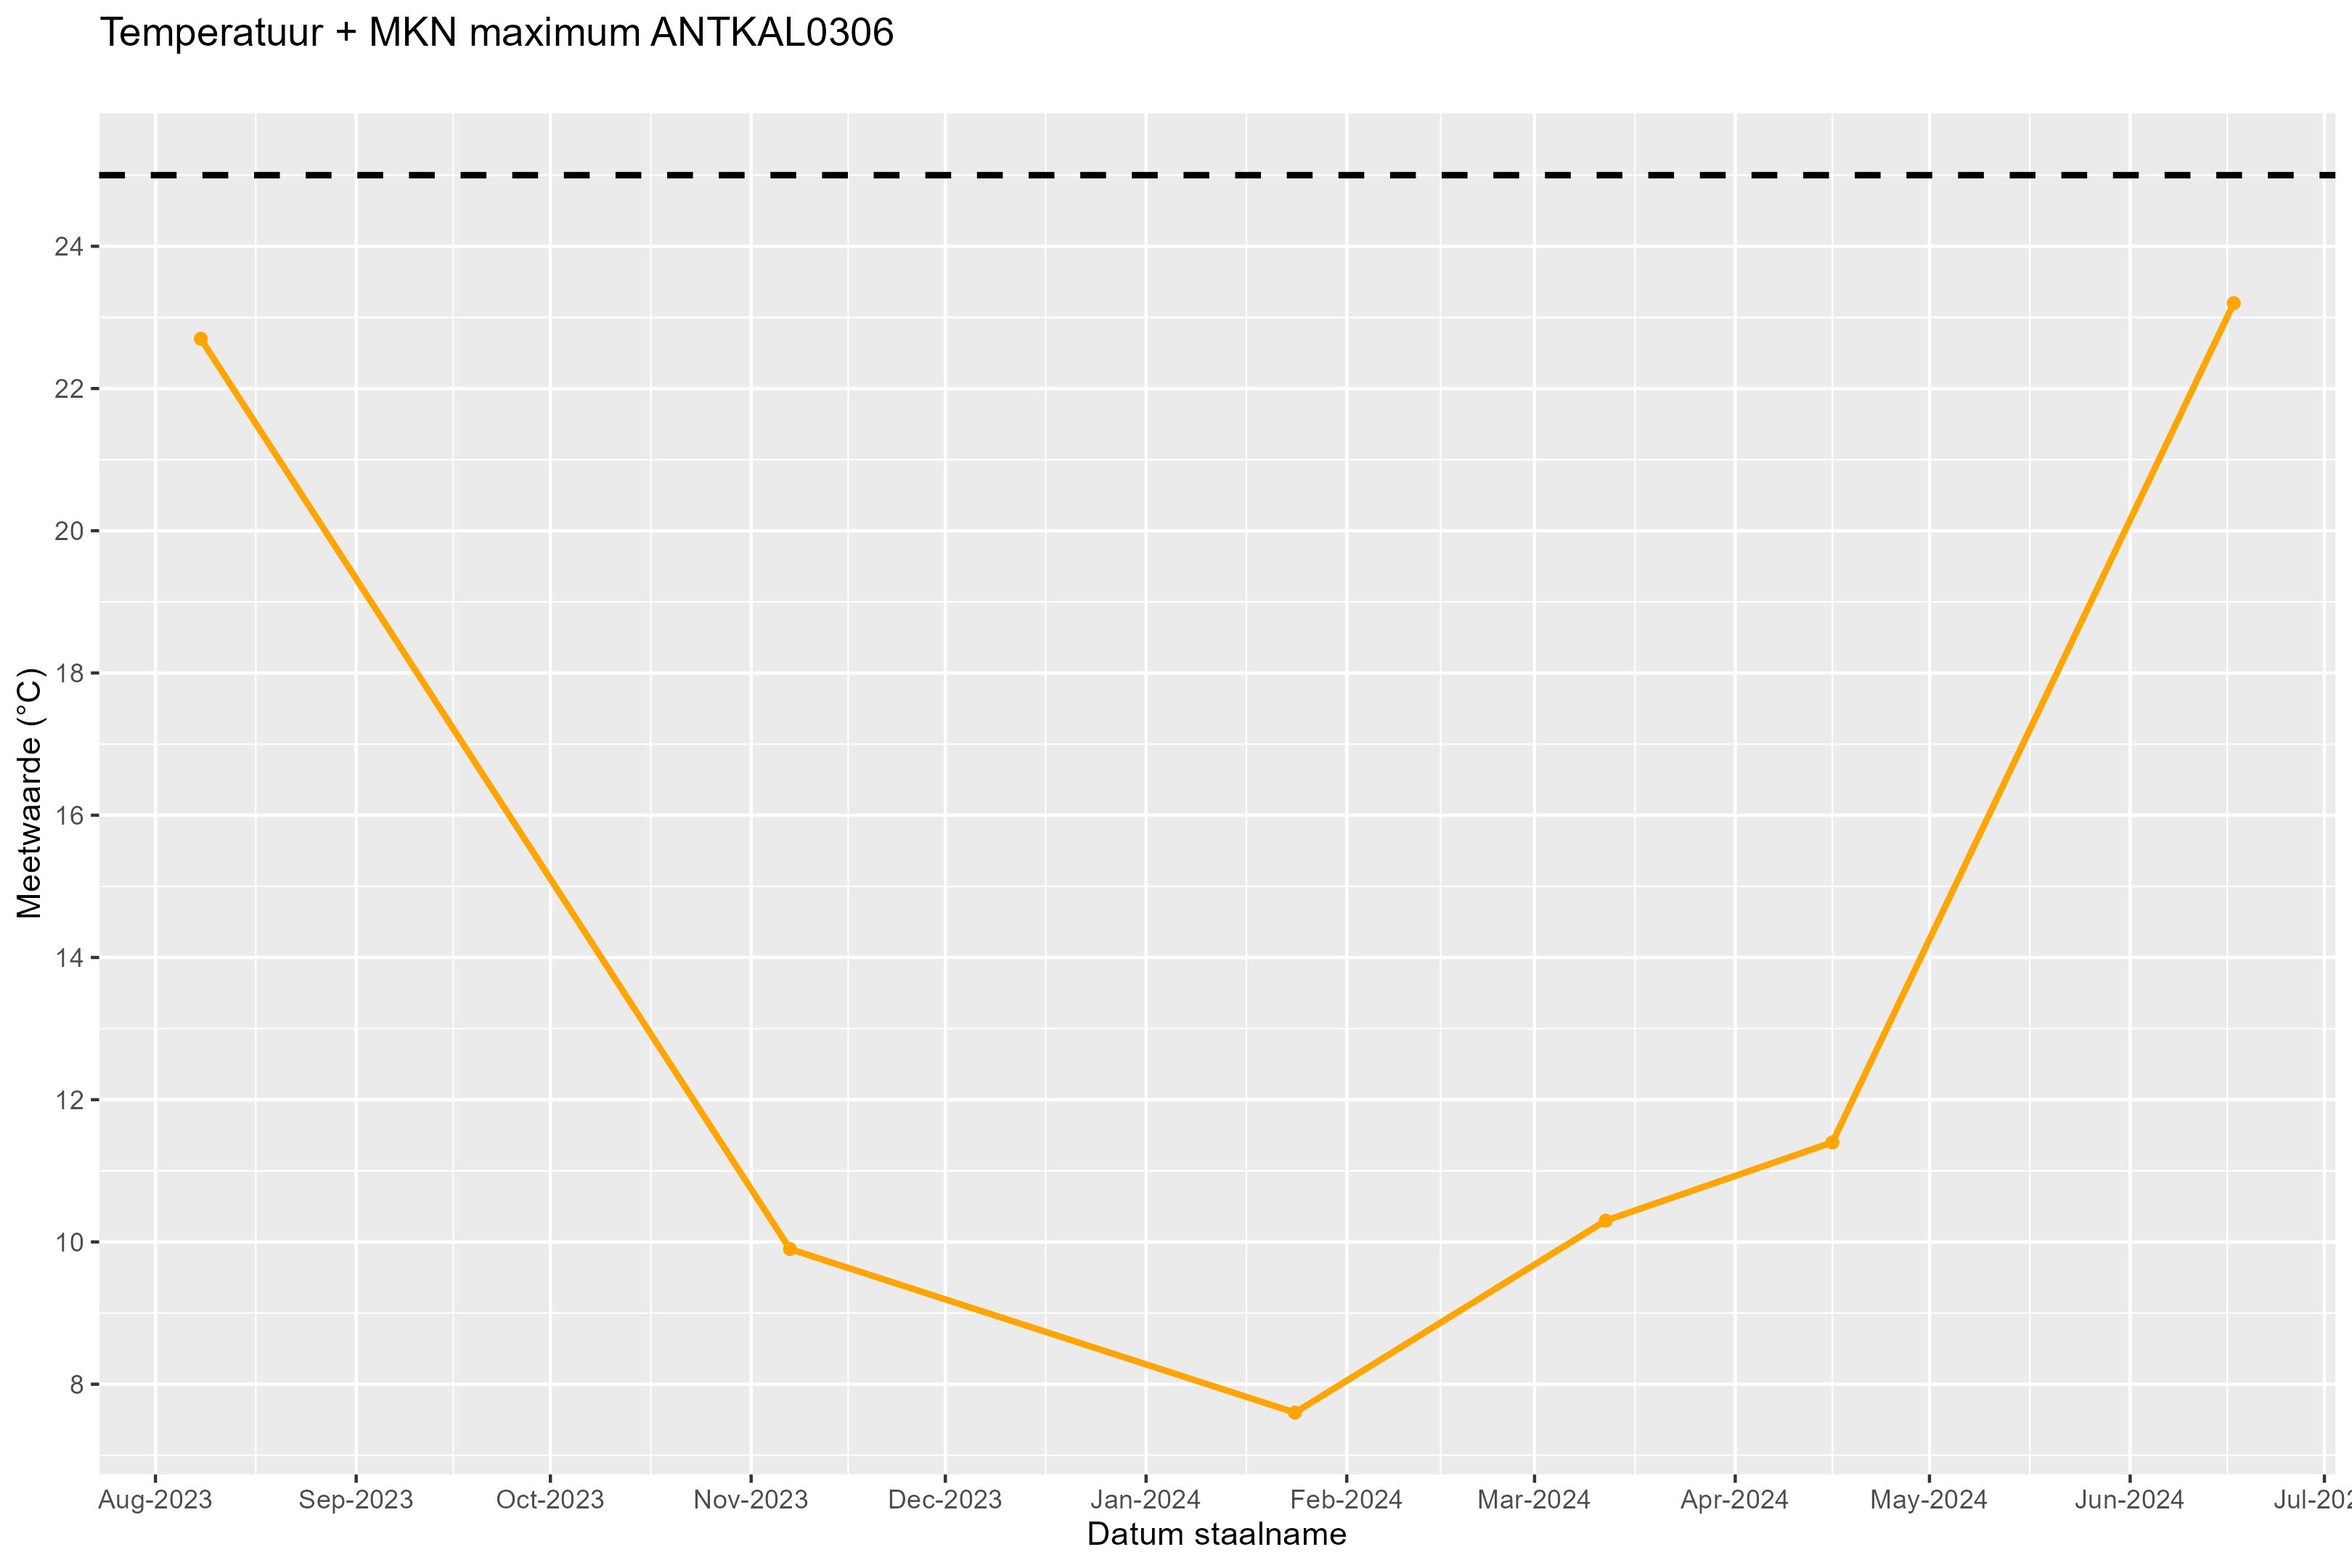 Temperatuur + MKN maximum ANTKAL0306
Meetwaarde (°C)
24
22
20
18
16
14
12
10
8
Aug-2023 Sep-2023 Oct-2023 Nov-2023 Dec-2023 Jan-2024 Feb-2024 Mar-2024 Apr-2024 May-2024 Jun-2024 Jul-202
Datum staalname